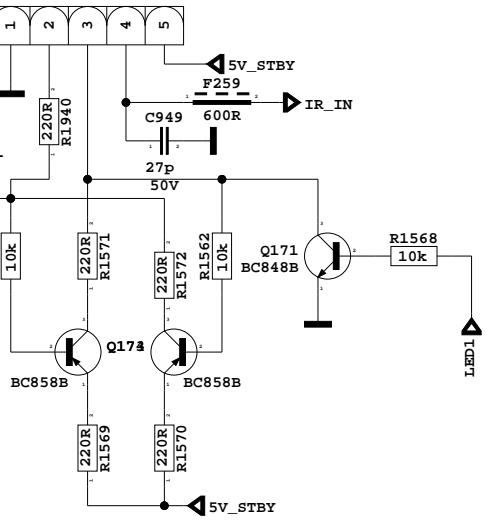 1 2 3 4 5
5V_STBY
F259
IR_IN
600R
220R
R1940
C949
27p
50V
10k
220R
R1571
220R
R1572
R1562
10k
Q171
BC848B
R1568
10k
LED1
BC858B
BC858B
220R
R1569
220R
R1570
5V_STBY